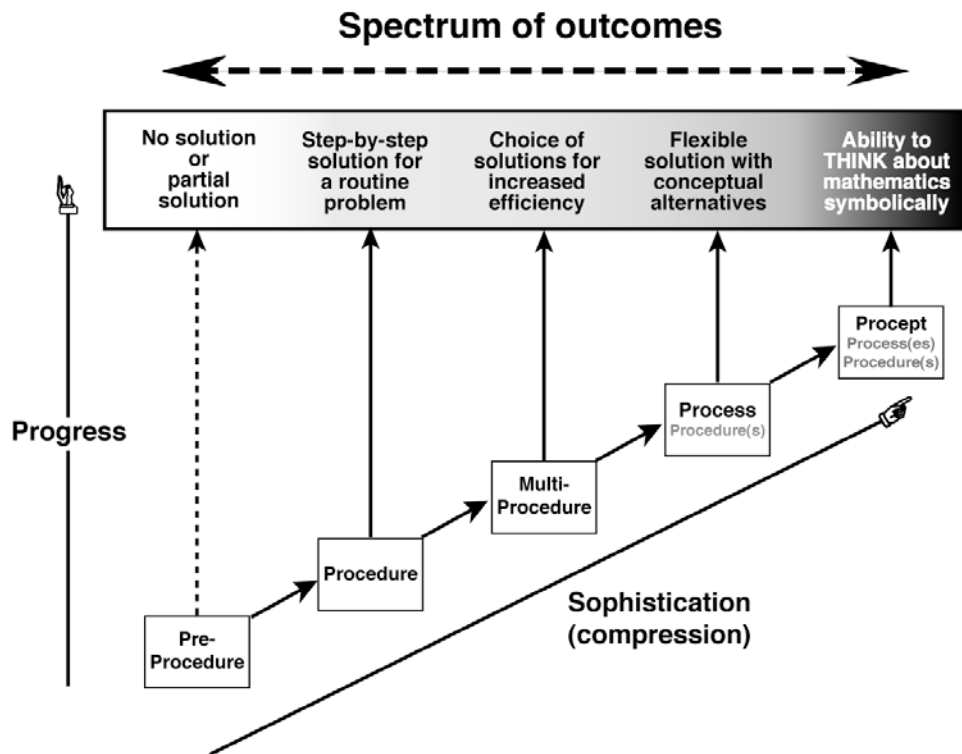 Spectrum of outcomes
No solution
or
partial
solution
Step-by-step
solution for
a routine
problem
Choice of
solutions for
increased
efficiency
Flexible
solution with
conceptual
alternatives
Ability to
THINK about
mathematics
symbolically
Procept
Process(es)
Procedure(s)
Process
Procedure(s)
Progress
Multi-
Procedure
Procedure
Sophistication
(compression)
Pre-
Procedure